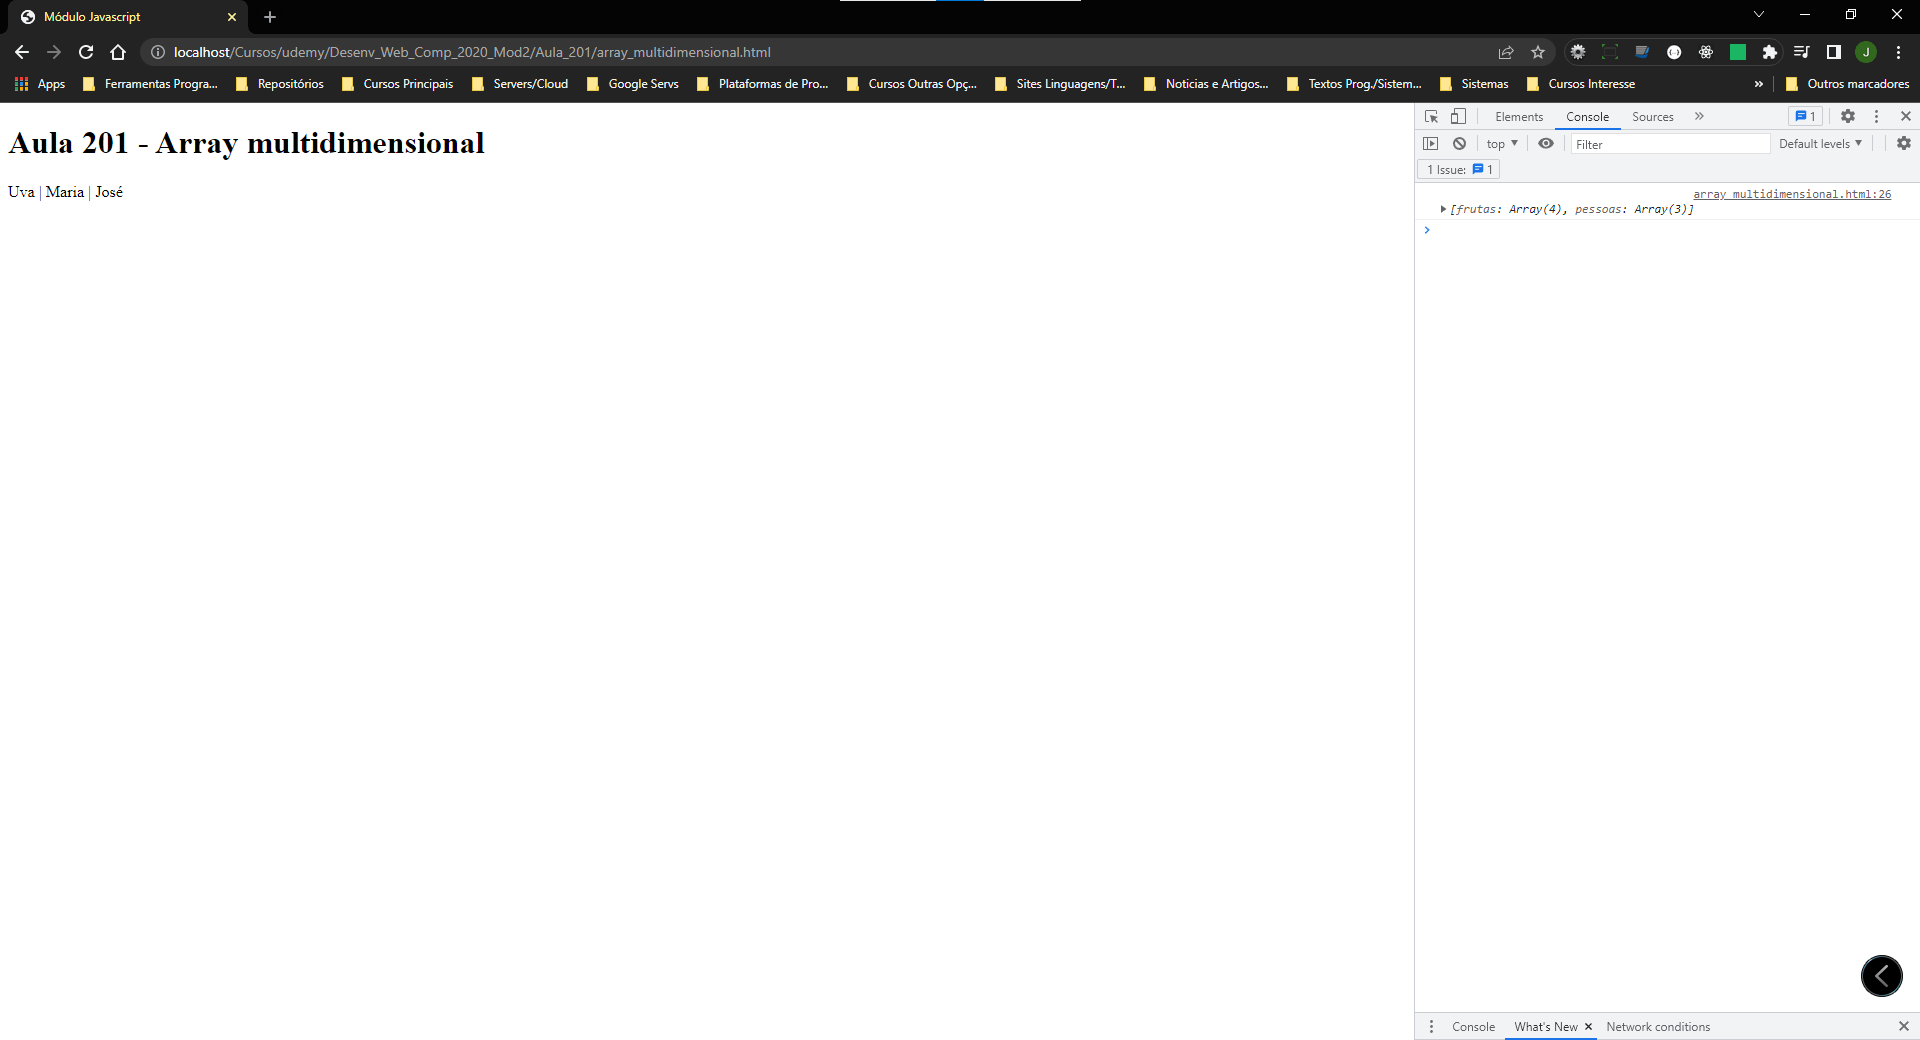 Módulo Javascript
localhost/Cursos/udemy/Desenv_Web_Comp_2020_Mod2/Aula_201/array_multidimensional.html
J
Apps Ferramentas Progra... Repositórios Cursos Principais Servers/Cloud Google Servs Plataformas de Pro... Cursos Outras Opç... Sites Linguagens/T... Noticias e Artigos... Textos Prog./Sistem... Sistemas Cursos Interesse » Outros marcadores
Aula 201 - Array multidimensional
Uva | Maria | José
Elements Console Sources » 1
top Filter Default levels
1 Issue: 1
array_multidimensional.html:26
[frutas: Array(4), pessoas: Array(3)]
Console What's New Network conditions